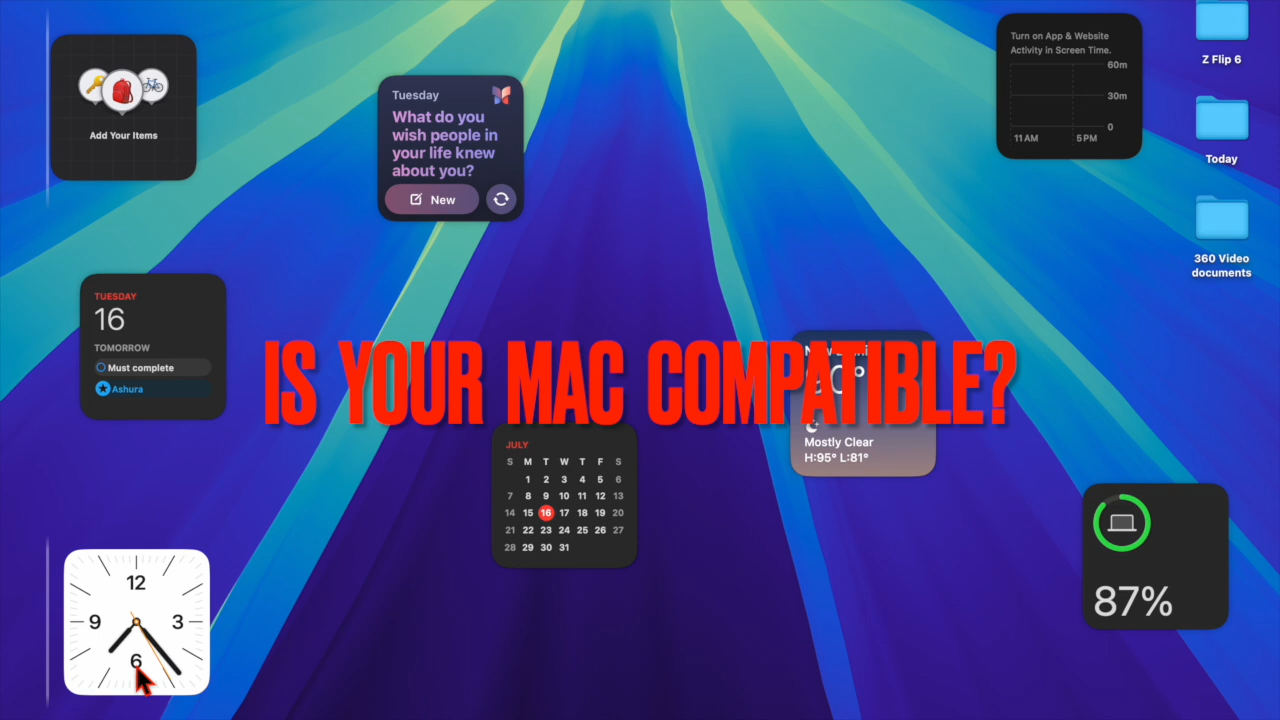 Add Your Items
Tuesday
What do you
wish people in
your life knew
about you?
New
Turn on App & Website
Activity in Screen Time.
60m
30m
0
11 AM
5 PM
Z Flip 6
Today
360 Video
documents
TUESDAY
16
TOMORROW
Must complete
Ashura
IS YOUR MAC COMPATIBLE?
Mostly Clear
H:95° L:81°
JULY
S M T W T F S
1 2 3 4 5 6
7 8 9 10 11 12 13
14 15 16 17 18 19 20
21 22 23 24 25 26 27
28 29 30 31
12
9
3
6
87%